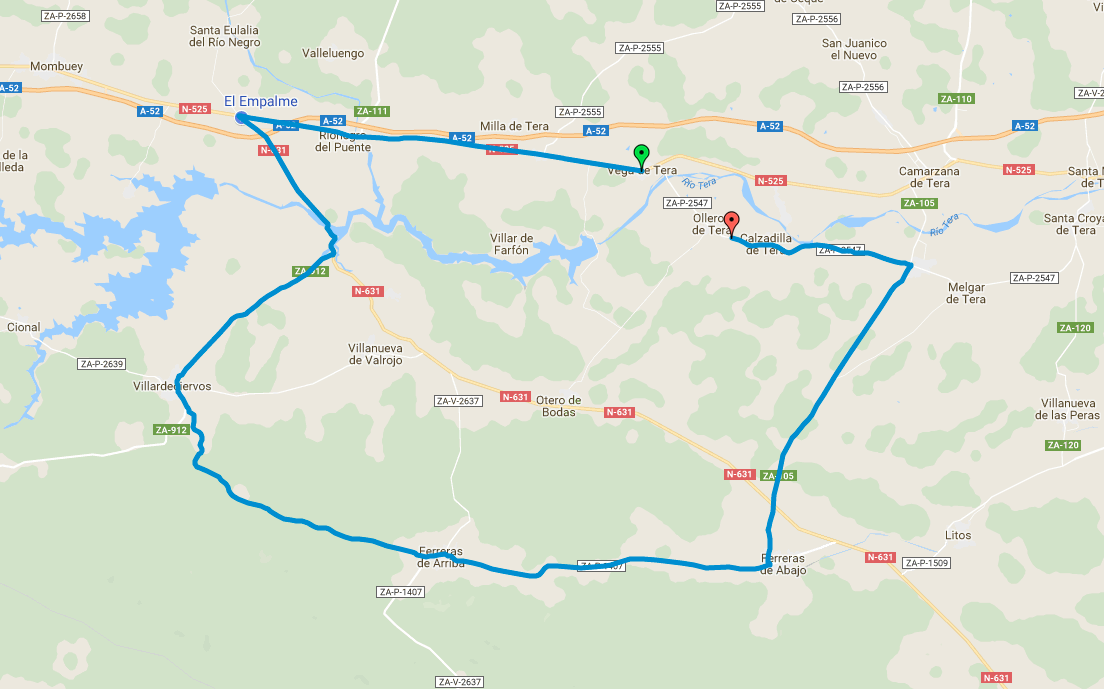 ZA-P-2658
ZA-P-2555
de Seque
Vi
ZA-P-2556
Santa Eulalia
del Río Negro
Valleluengo
ZA-P-2555
San Juanico
el Nuevo
Mombuey
A-52
ZA-P-2556
ZA-V-2
El Empalme
ZA-110
N-525
A-52
ZA-111
ZA-P-2555
A-52
A-52
A-52
Milla de Tera
A-52
A-52
A-52
Rionegro
del Puente
N-631
N-525
Vega de Tera
de la
lleda
Río Tera
N-525
Camarzana
de Tera
N-525
Santa M
de T
ZA-P-2547
ZA-105
Olleros
de Tera
Calzadilla
de Tera
Río Tera
Santa Croya
de Tera
Villar de
Farfón
ZA-P-2547
ZA-912
N-631
Melgar
de Tera
ZA-P-2547
Cional
ZA-120
ZA-P-2639
Villanueva
de Valrojo
Villardeciervos
ZA-V-2637
N-631
Otero de
Bodas
N-631
Villanueva
de las Peras
ZA-912
ZA-120
N-631
ZA-105
Litos
Ferreras
de Arriba
ZA-P-1407
Ferreras
de Abajo
N-631
ZA-P-1509
ZA-P-1407
ZA-V-2637
N-631